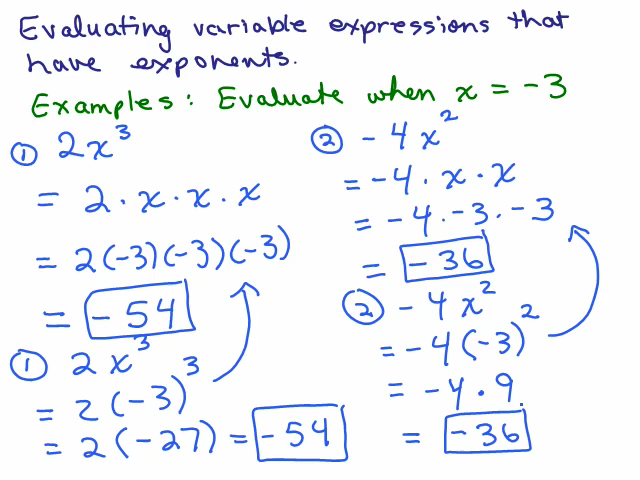 Evaluating variable expressions that
have exponents.
Examples: Evaluate when x = -3
① 2x³
= 2 · x · x · x
= 2(-3)(-3)(-3)
= -54
① 2x³
= 2(-3)³
= 2(-27) = -54
② -4x²
= -4 · x · x
= -4 · -3 · -3
= -36
② -4x²
= -4(-3)²
= -4 · 9.
= -36